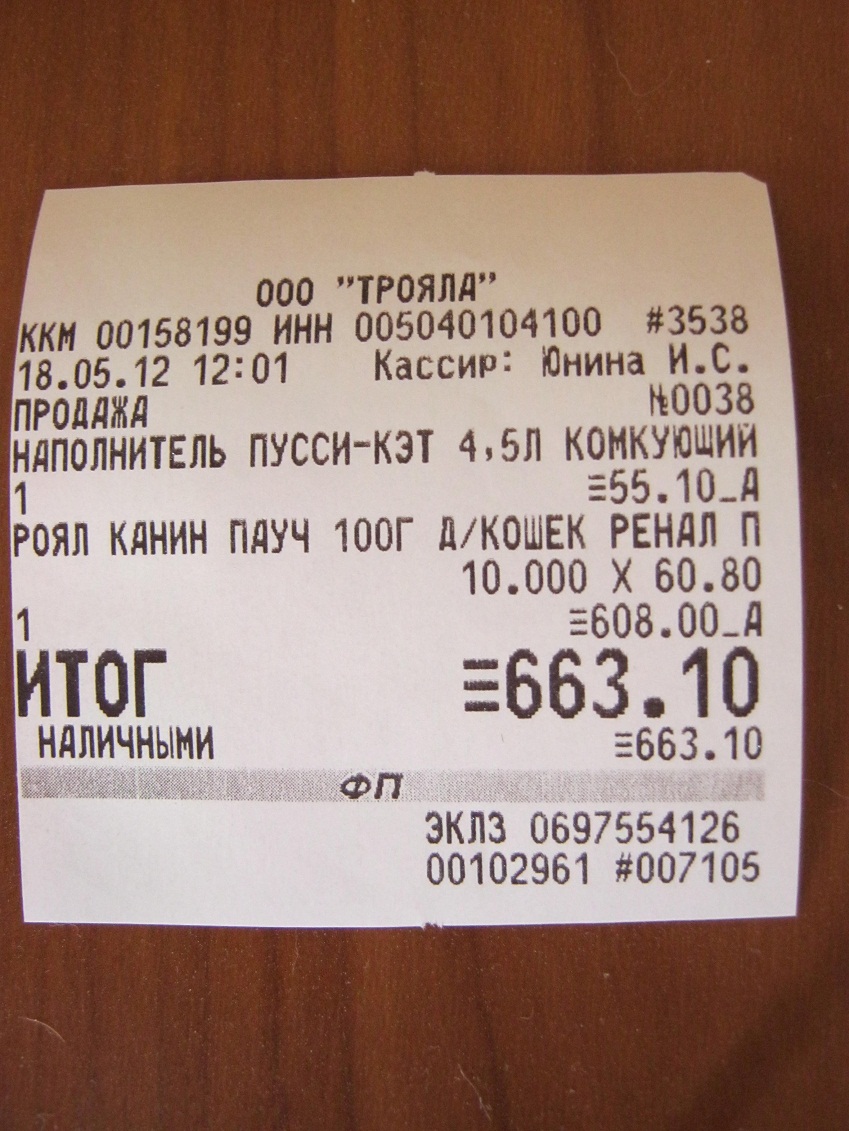 ООО "ТРОЯЛА"
ККМ 00158199 ИНН 005040104100 #3538
18.05.12 12:01 Кассир: Юнина И.С.
ПРОДАЖА №0038
НАПОЛНИТЕЛЬ ПУССИ-КЭТ 4,5Л КОМКУЮЩИЙ
1 ≡55.10_А
РОЯЛ КАНИН ПАУЧ 100Г Д/КОШЕК РЕНАЛ П
10.000 X 60.80
1 ≡608.00_А
ИТОГ ≡663.10
НАЛИЧНЫМИ ≡663.10
ФП
ЭКЛЗ 0697554126
00102961 #007105